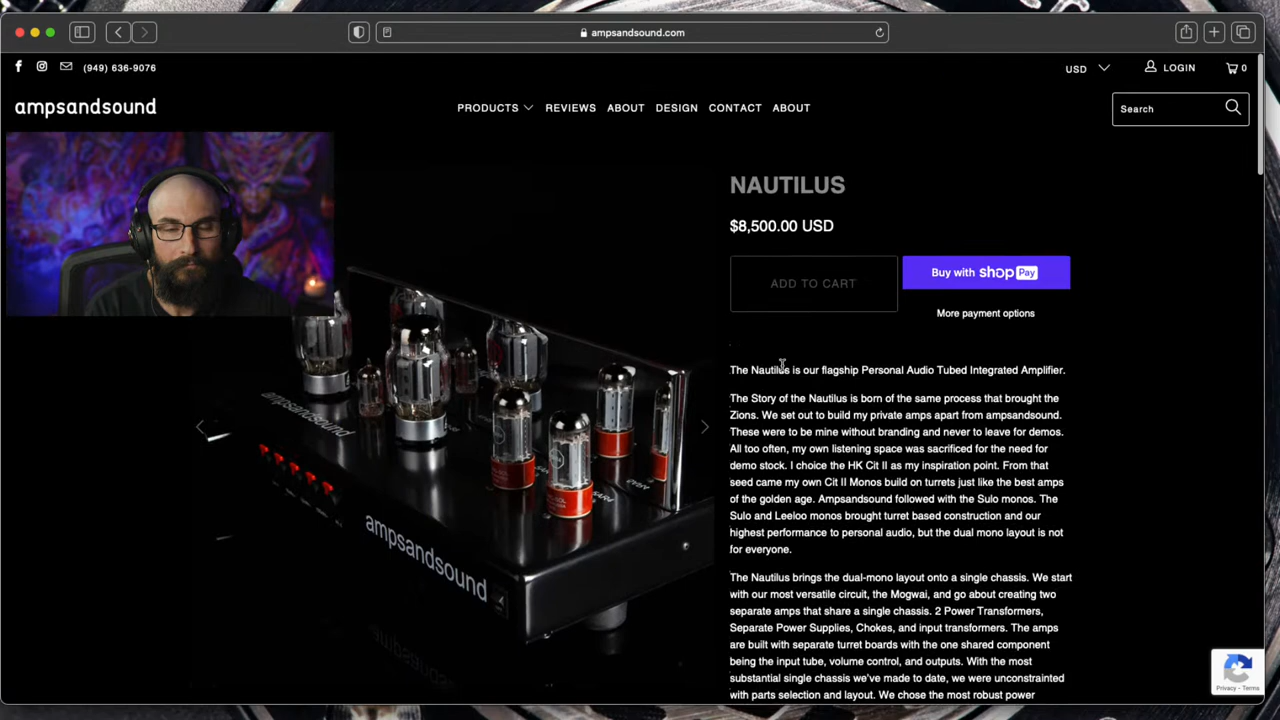 ampsandsound.com
(949) 636-9076
USD
LOGIN
0
ampsandsound
PRODUCTS
REVIEWS
ABOUT
DESIGN
CONTACT
ABOUT
Search
NAUTILUS
$8,500.00 USD
ADD TO CART
Buy with shop Pay
More payment options
The Nautilus is our flagship Personal Audio Tubed Integrated Amplifier.
The Story of the Nautilus is born of the same process that brought the
Zions. We set out to build my private amps apart from ampsandsound.
These were to be mine without branding and never to leave for demos.
All too often, my own listening space was sacrificed for the need for
demo stock. I choice the HK Cit II as my inspiration point. From that
seed came my own Cit II Monos build on turrets just like the best amps
of the golden age. Ampsandsound followed with the Sulo monos. The
Sulo and Leeloo monos brought turret based construction and our
highest performance to personal audio, but the dual mono layout is not
for everyone.
The Nautilus brings the dual-mono layout onto a single chassis. We start
with our most versatile circuit, the Mogwai, and go about creating two
separate amps that share a single chassis. 2 Power Transformers,
Separate Power Supplies, Chokes, and input transformers. The amps
are built with separate turret boards with the one shared component
being the input tube, volume control, and outputs. With the most
substantial single chassis we've made to date, we were unconstrained
with parts selection and layout. We chose the most robust power
ampsandsound
ampsandsound
Privacy - Terms